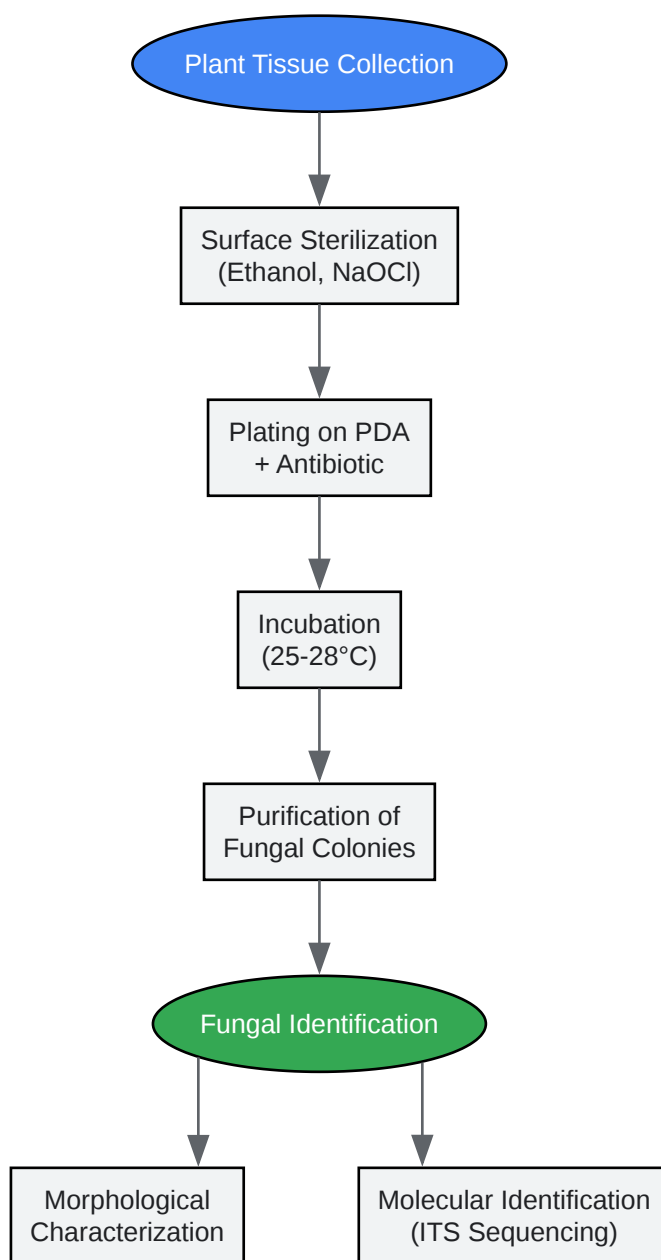 Plant Tissue Collection
Surface Sterilization
(Ethanol, NaOCl)
Plating on PDA
+ Antibiotic
Incubation
(25-28°C)
Purification of
Fungal Colonies
Fungal Identification
Morphological
Characterization
Molecular Identification
(ITS Sequencing)